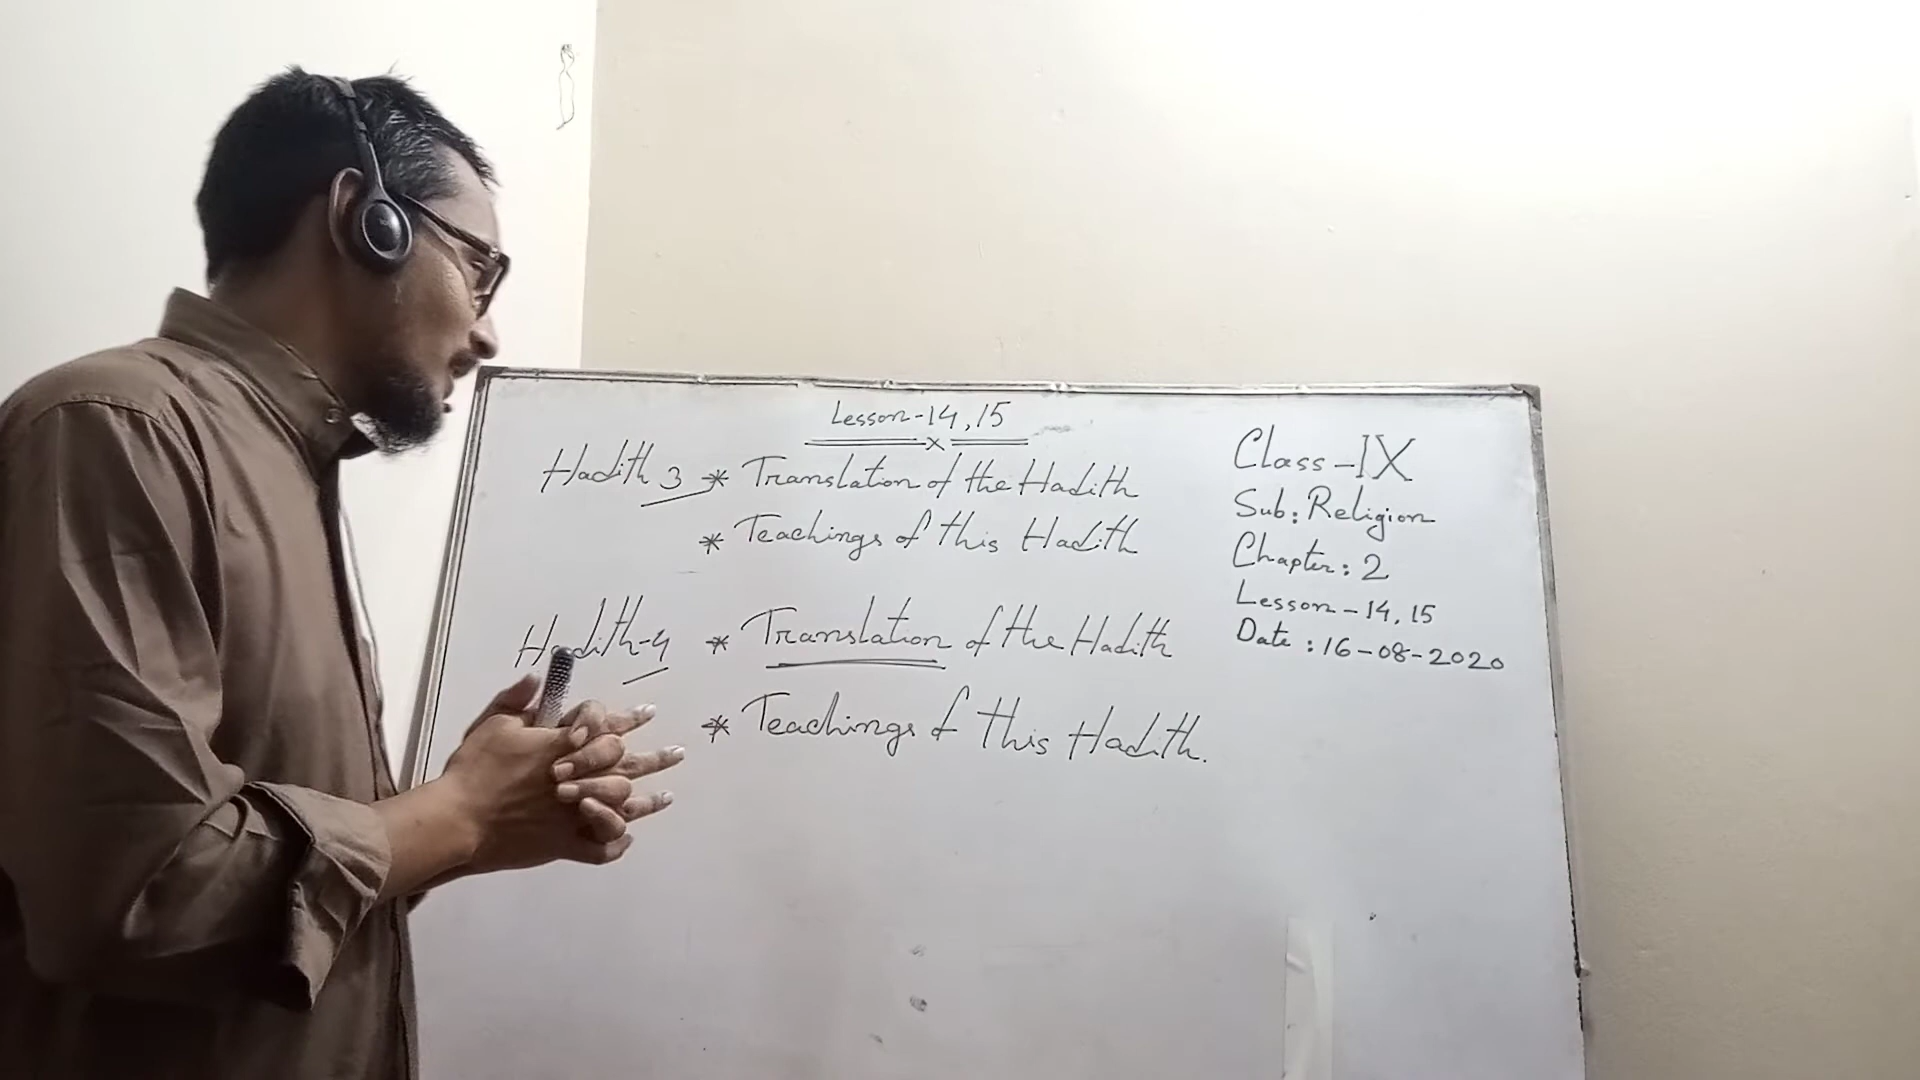 Lesson-14,15
Hadith 3 * Translation of the Hadith
* Teachings of this Hadith
Hadith-4 * Translation of the Hadith
* Teachings of this Hadith.
Class-IX
Sub: Religion
Chapter: 2
Lesson-14,15
Date: 16-08-2020